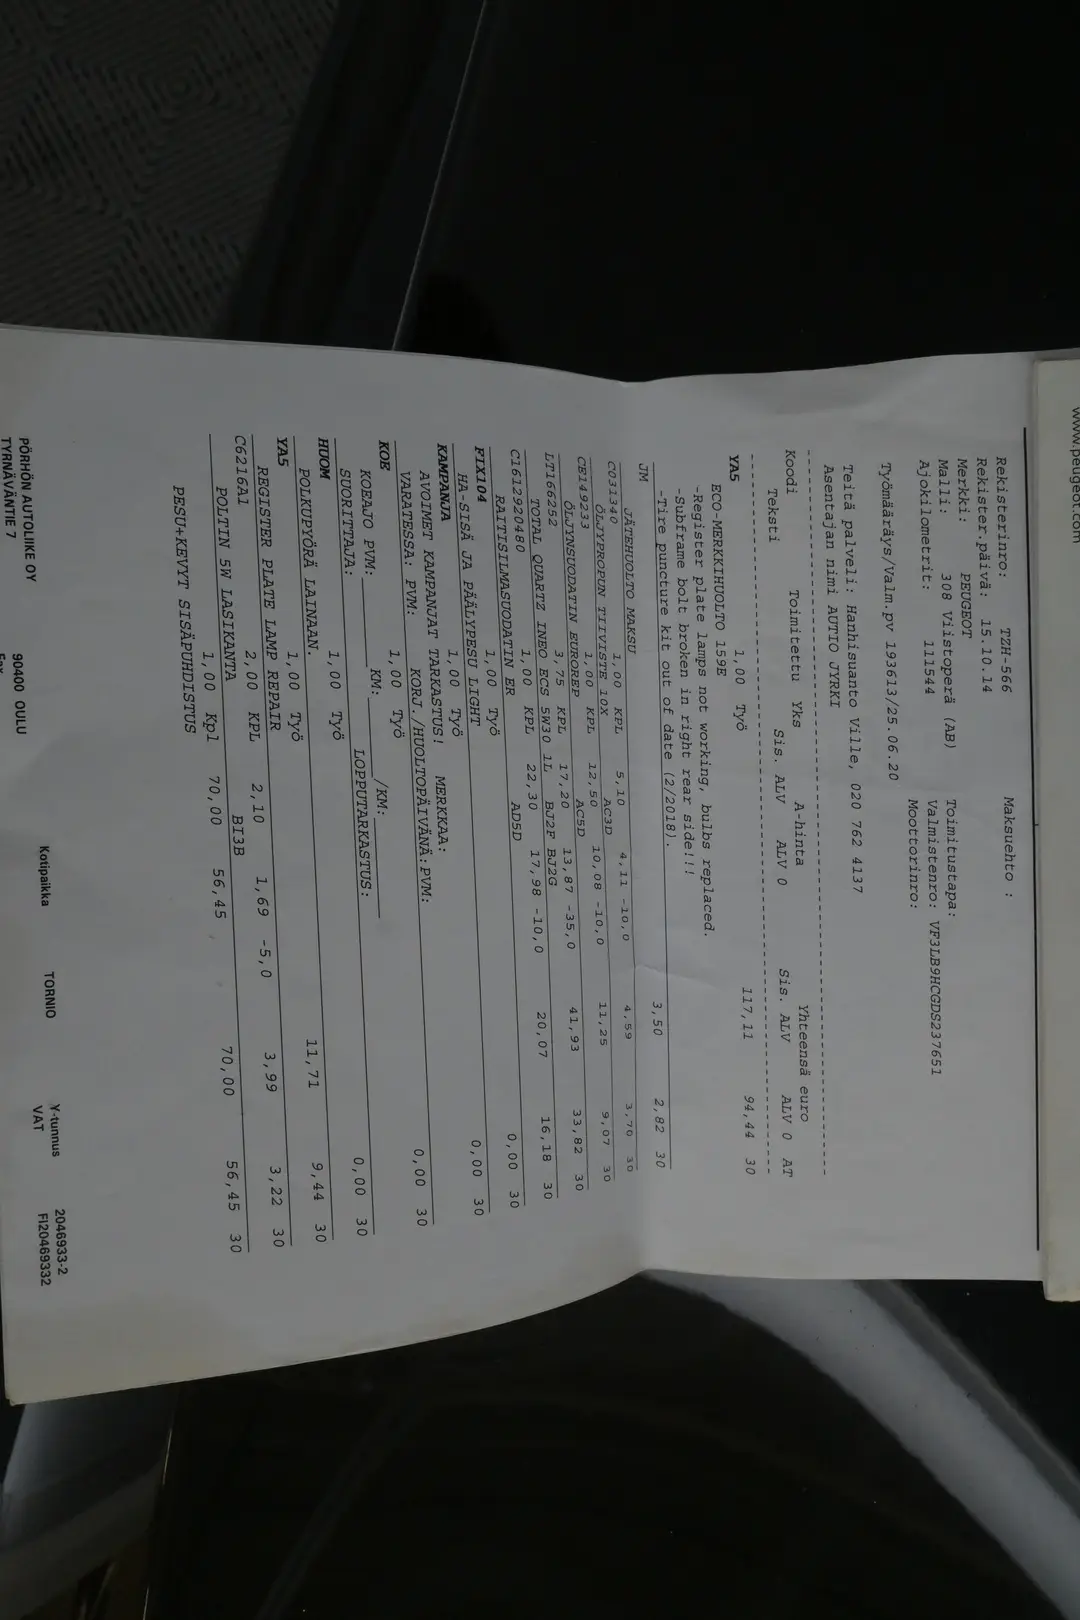 www.peugeot.com
Rekisterinro: TZH-566 Maksuehto :
Rekister.päivä: 15.10.14
Merkki: PEUGEOT Toimitustapa:
Malli: 308 Viistoperä (AB) Valmistenro: VF3LB9HCGDS237651
Ajokilometrit: 111544 Moottorinro:
Työmääräys/Valm.pv 193613/25.06.20
Teitä palveli: Hanhisuanto Ville, 020 762 4137
Asentajan nimi AUTIO JYRKI
Koodi Toimitettu Yks A-hinta Yhteensä euro
Teksti Sis. ALV ALV 0 Sis. ALV ALV 0 AT
YA5 1,00 Työ 117,11 94,44 30
ECO-MERKKIHUOLTO 159E
-Register plate lamps not working, bulbs replaced.
-Subframe bolt broken in right rear side!!!
-Tire puncture kit out of date (2/2018).
JM 3,50 2,82 30
JÄTEHUOLTO MAKSU
C031340 1,00 KPL 5,10 4,11 -10,0 4,59 3,70 30
ÖLJYPROPUN TIIVISTE 10X AC3D
CE149233 1,00 KPL 12,50 10,08 -10,0 11,25 9,07 30
ÖLJYNSUODATIN EUROREP AC5D
LT166252 3,75 KPL 17,20 13,87 -35,0 41,93 33,82 30
TOTAL QUARTZ INEO ECS 5W30 1L BJ2F BJ2G
C1612920480 1,00 KPL 22,30 17,98 -10,0 20,07 16,18 30
RAITISILMASUODATIN ER AD5D
FIX104 1,00 Työ 0,00 30
HA-SISÄ JA PÄÄLYPESU LIGHT
KAMPANJA 1,00 Työ 0,00 30
AVOIMET KAMPANJAT TARKASTUS! MERKKAA:
VARATESSA: PVM: KORJ./HUOLTOPÄIVÄNÄ:PVM:
KOE 1,00 Työ 0,00 30
KOEAJO PVM:________KM:________/KM:________
SUORITTAJA: LOPPUTARKASTUS:
HUOM 1,00 Työ 0,00 30
POLKUPYÖRÄ LAINAAN.
YA5 1,00 Työ 11,71 9,44 30
REGISTER PLATE LAMP REPAIR
C6216A1 2,00 KPL 2,10 1,69 -5,0 3,99 3,22 30
POLTIN 5W LASIKANTA BI3B
1,00 Kpl 70,00 56,45 70,00 56,45 30
PESU+KEVYT SISÄPUHDISTUS
PÖRHÖN AUTOLIIKE OY 90400 OULU Kotipaikka TORNIO Y-tunnus 2046933-2
TYRNÄVÄNTIE 7 Fax VAT FI20469332